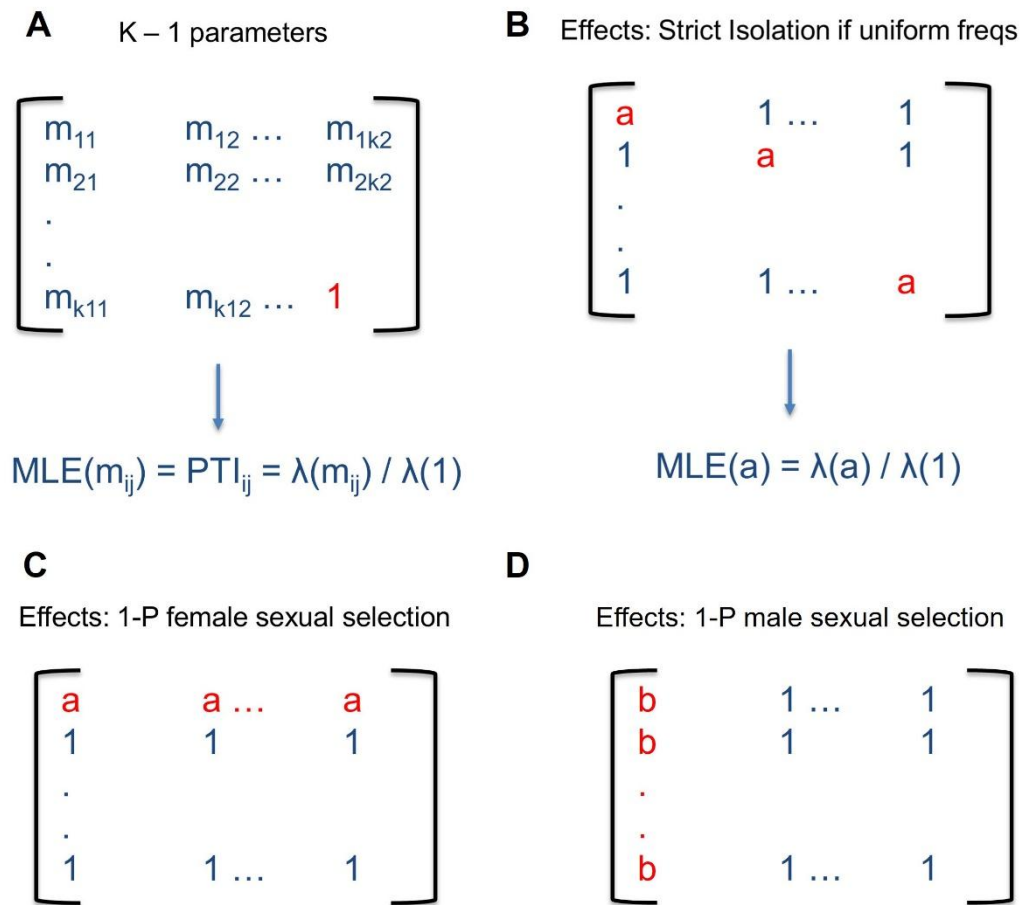 A
K – 1 parameters
m₁₁ m₁₂ … m₁ₖ₂
m₂₁ m₂₂ … m₂ₖ₂
.
.
mₖ₁₁ mₖ₁₂ … 1
MLE(mᵢⱼ) = PTIᵢⱼ = λ(mᵢⱼ) / λ(1)
B
Effects: Strict Isolation if uniform freqs
a 1 … 1
1 a 1
.
.
1 1 … a
MLE(a) = λ(a) / λ(1)
C
Effects: 1-P female sexual selection
a a … a
1 1 1
.
.
1 1 … 1
D
Effects: 1-P male sexual selection
b 1 … 1
b 1 1
.
.
b 1 … 1